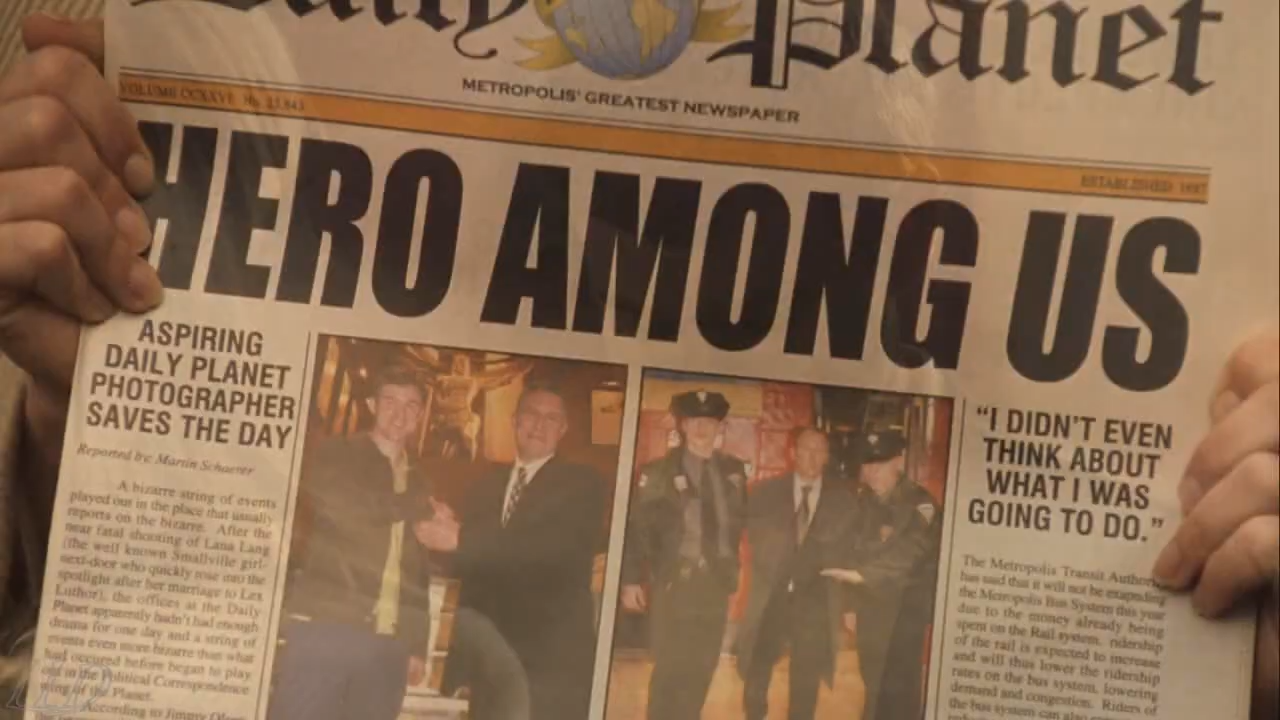 Daily Planet
METROPOLIS' GREATEST NEWSPAPER
VOLUME CCXXVI No. 23,843
ESTABLISHED
HERO AMONG US
ASPIRING
DAILY PLANET
PHOTOGRAPHER
SAVES THE DAY
Reported by: Martin Schaerer
A bizarre string of events
played out in the place that usually
reports on the bizarre. After the
near fatal shooting of Lana Lang
(the well known Smallville girl-
next-door who quickly rose into the
spotlight after her marriage to Lex
Luthor), the offices at the Daily
Planet apparently hadn't had enough
drama for one day and a string of
events even more bizarre than what
had occured before began to play
out in the Political Correspondence
wing of the Planet.
According to Jimmy
"I DIDN'T EVEN
THINK ABOUT
WHAT I WAS
GOING TO DO."
The Metropolis Transit Authority
has said that it will not be expanding
the Metropolis Bus System this year
due to the money already being
spent on the Rail system. ridership
of the rail is expected to increase
and will thus lower the ridership
rates on the bus system, lowering
demand and congestion. Riders of
the bus system can also